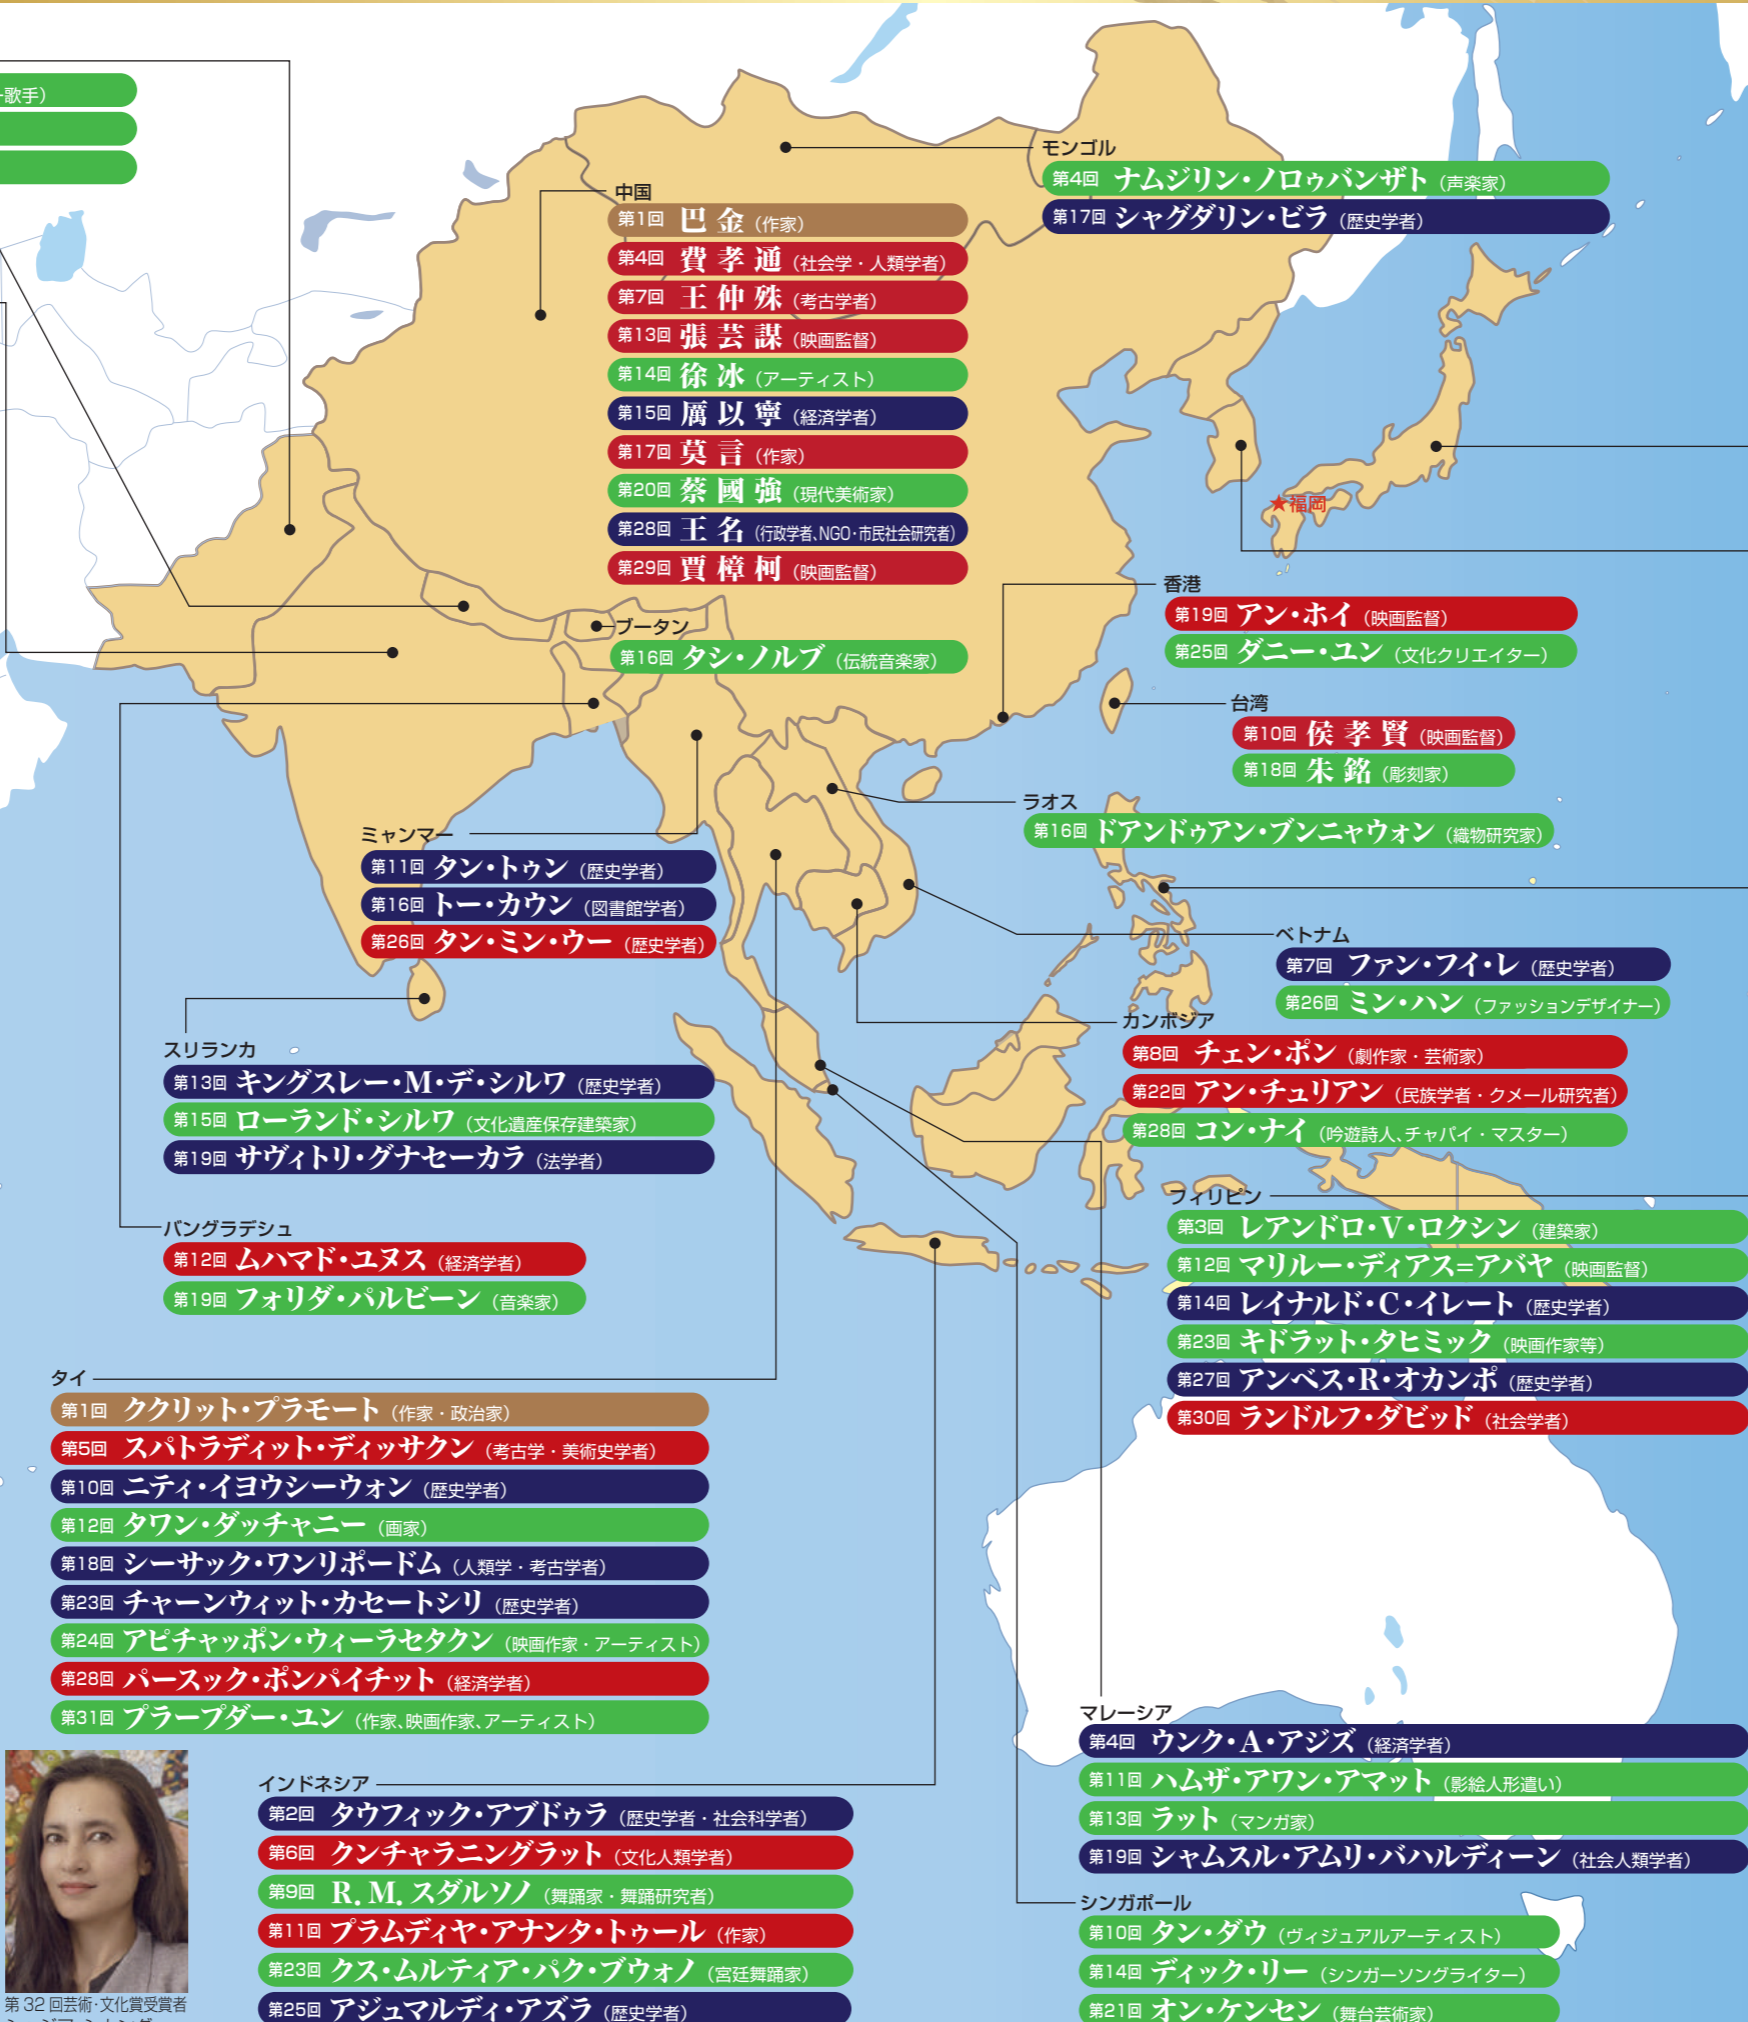 歌手）
モンゴル
第4回 ナムジリン・ノロゥバンザト（声楽家）
第17回 シャグダリン・ビラ（歴史学者）
中国
第1回 巴 金（作家）
第4回 費 孝 通（社会学・人類学者）
第7回 王 仲 殊（考古学者）
第13回 張 芸 謀（映画監督）
第14回 徐 冰（アーティスト）
第15回 厲 以 寧（経済学者）
第17回 莫 言（作家）
第20回 蔡 國 強（現代美術家）
第28回 王 名（行政学者、NGO・市民社会研究者）
第29回 賈 樟 柯（映画監督）
★福岡
ブータン
第16回 タシ・ノルブ（伝統音楽家）
香港
第19回 アン・ホイ（映画監督）
第25回 ダニー・ユン（文化クリエイター）
台湾
第10回 侯 孝 賢（映画監督）
第18回 朱 銘（彫刻家）
ラオス
第16回 ドアンドゥアン・ブンニャウォン（織物研究家）
ミャンマー
第11回 タン・トゥン（歴史学者）
第16回 トー・カウン（図書館学者）
第26回 タン・ミン・ウー（歴史学者）
ベトナム
第7回 ファン・フイ・レ（歴史学者）
第26回 ミン・ハン（ファッションデザイナー）
カンボジア
第8回 チェン・ポン（劇作家・芸術家）
第22回 アン・チュリアン（民族学者・クメール研究者）
第28回 コン・ナイ（吟遊詩人、チャパイ・マスター）
スリランカ
第13回 キングスレー・M・デ・シルワ（歴史学者）
第15回 ローランド・シルワ（文化遺産保存建築家）
第19回 サヴィトリ・グナセーカラ（法学者）
バングラデシュ
第12回 ムハマド・ユヌス（経済学者）
第19回 フォリダ・パルビーン（音楽家）
フィリピン
第3回 レアンドロ・V・ロクシン（建築家）
第12回 マリルー・ディアス=アバヤ（映画監督）
第14回 レイナルド・C・イレート（歴史学者）
第23回 キドラット・タヒミック（映画作家等）
第27回 アンベス・R・オカンポ（歴史学者）
第30回 ランドルフ・ダビッド（社会学者）
タイ
第1回 ククリット・プラモート（作家・政治家）
第5回 スパトラディット・ディッサクン（考古学・美術史学者）
第10回 ニティ・イヨウシーウォン（歴史学者）
第12回 タワン・ダッチャニー（画家）
第18回 シーサック・ワンリポードム（人類学・考古学者）
第23回 チャーンウィット・カセートシリ（歴史学者）
第24回 アピチャッポン・ウィーラセタクン（映画作家・アーティスト）
第28回 パースック・ポンパイチット（経済学者）
第31回 プラープダー・ユン（作家、映画作家、アーティスト）
マレーシア
第4回 ウンク・A・アジズ（経済学者）
第11回 ハムザ・アワン・アマット（影絵人形遣い）
第13回 ラット（マンガ家）
第19回 シャムスル・アムリ・バハルディーン（社会人類学者）
インドネシア
第2回 タウフィック・アブドゥラ（歴史学者・社会科学者）
第6回 クンチャラニングラット（文化人類学者）
第9回 R. M. スダルソノ（舞踊家・舞踊研究者）
第11回 プラムディヤ・アナンタ・トゥール（作家）
第23回 クス・ムルティア・パク・ブウォノ（宮廷舞踊家）
第25回 アジュマルディ・アズラ（歴史学者）
シンガポール
第10回 タン・ダウ（ヴィジュアルアーティスト）
第14回 ディック・リー（シンガーソングライター）
第21回 オン・ケンセン（舞台芸術家）
第32回芸術・文化賞受賞者